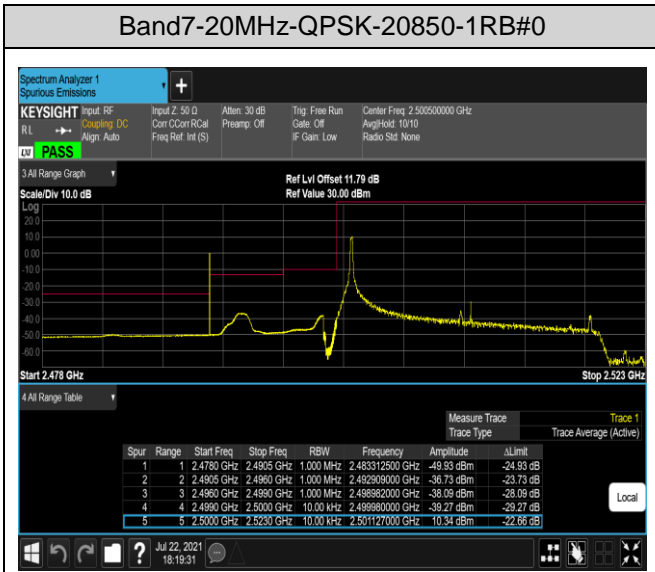 Band7-20MHz-QPSK-20850-1RB#0
Spectrum Analyzer 1
Spurious Emissions
+
KEYSIGHT Input: RF Input Z: 50 Ω Atten: 30 dB Trig: Free Run Center Freq: 2.500500000 GHz
RL Coupling: DC Corr CCorr RCal Preamp: Off Gate: Off Avg|Hold: 10/10
Align: Auto Freq Ref: Int (S) IF Gain: Low Radio Std: None
LXI PASS
3 All Range Graph
Ref Lvl Offset 11.79 dB
Scale/Div 10.0 dB Ref Value 30.00 dBm
Log
20.0
10.0
0.00
-10.0
-20.0
-30.0
-40.0
-50.0
-60.0
Start 2.478 GHz Stop 2.523 GHz
4 All Range Table
Measure Trace Trace 1
Trace Type Trace Average (Active)
Spur Range Start Freq Stop Freq RBW Frequency Amplitude ΔLimit
1 1 2.4780 GHz 2.4905 GHz 1.000 MHz 2.483312500 GHz -49.93 dBm -24.93 dB
2 2 2.4905 GHz 2.4960 GHz 1.000 MHz 2.492909000 GHz -36.73 dBm -23.73 dB
3 3 2.4960 GHz 2.4990 GHz 1.000 MHz 2.498982000 GHz -38.09 dBm -28.09 dB
4 4 2.4990 GHz 2.5000 GHz 10.00 kHz 2.499980000 GHz -39.27 dBm -29.27 dB
5 5 2.5000 GHz 2.5230 GHz 10.00 kHz 2.501127000 GHz 10.34 dBm -22.66 dB
Local
? Jul 22, 2021
18:19:31